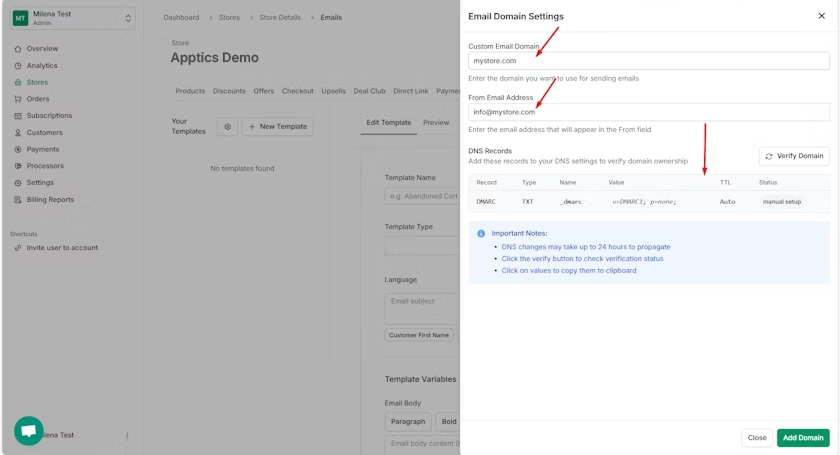 MT
Milena Test
Admin
Overview
Analytics
Stores
Orders
Subscriptions
Customers
Payments
Processors
Settings
Billing Reports
Shortcuts
Invite user to account
lena Test
Dashboard > Stores > Store Details > Emails
Store
Apptics Demo
Products Discounts Offers Checkout Upsells Deal Club Direct Link Payme
Your
Templates
+ New Template
No templates found
Edit Template Preview
Template Name
e.g. Abandoned Cart
Template Type
Language
Email subject
Customer First Name
Template Variables
Email Body
Paragraph Bold
Email body content (
Email Domain Settings
Custom Email Domain
mystore.com
Enter the domain you want to use for sending emails
From Email Address
info@mystore.com
Enter the email address that will appear in the From field
DNS Records
Add these records to your DNS settings to verify domain ownership
Verify Domain
Record Type Name Value TTL Status
DMARC TXT _dmarc v=DMARC1; p=none; Auto manual setup
Important Notes:
• DNS changes may take up to 24 hours to propagate
• Click the verify button to check verification status
• Click on values to copy them to clipboard
Close Add Domain